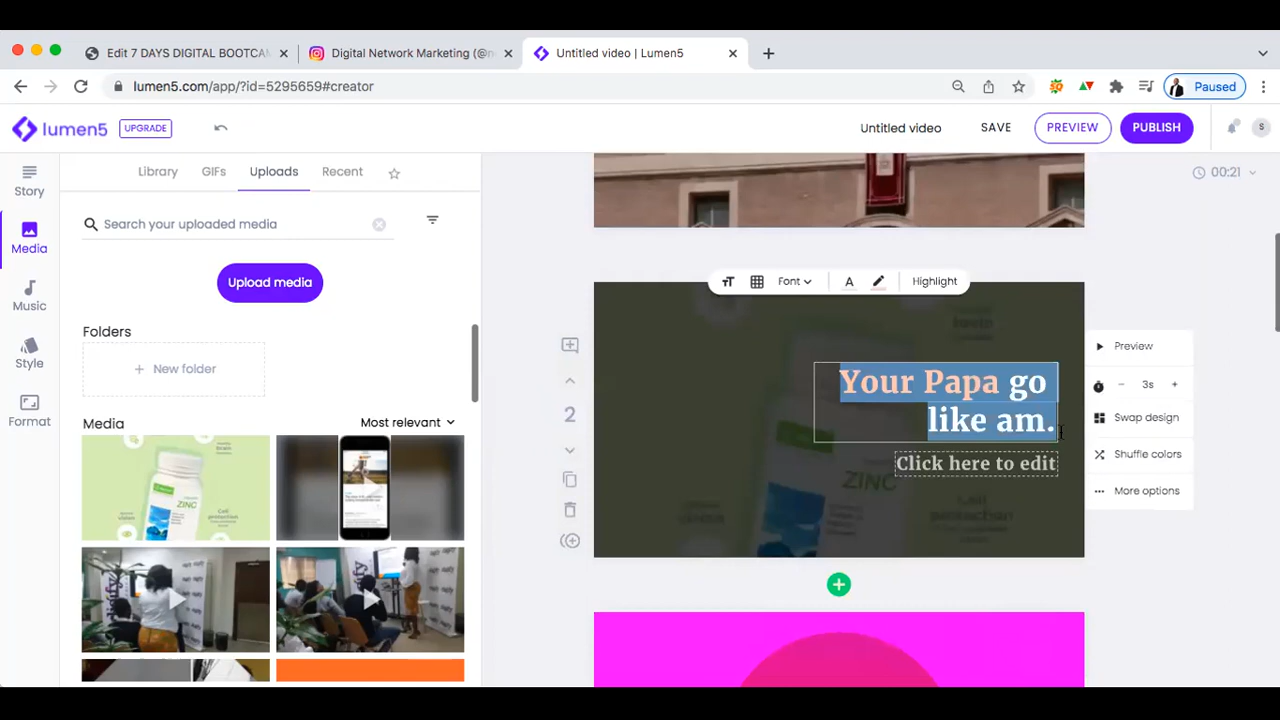 Edit 7 DAYS DIGITAL BOOTCA
Digital Network Marketing (@n
Untitled video | Lumen5
lumen5.com/app/?id=5295659#creator
Paused
lumen5
UPGRADE
Untitled video
SAVE
PREVIEW
PUBLISH
S
Story
Media
Music
Style
Format
Library
GIFs
Uploads
Recent
Search your uploaded media
Upload media
Folders
+ New folder
Media
Most relevant
00:21
Font
A
Highlight
2
Your Papa go
like am.
Click here to edit
ZINC
Preview
3s
Swap design
Shuffle colors
More options